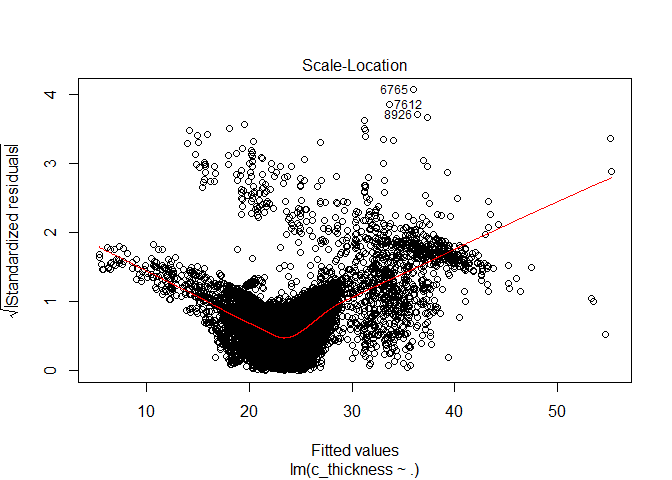 Scale-Location
√|Standardized residuals|
4
3
2
1
0
6765
7612
8926
10 20 30 40 50
Fitted values
lm(c_thickness ~ .)